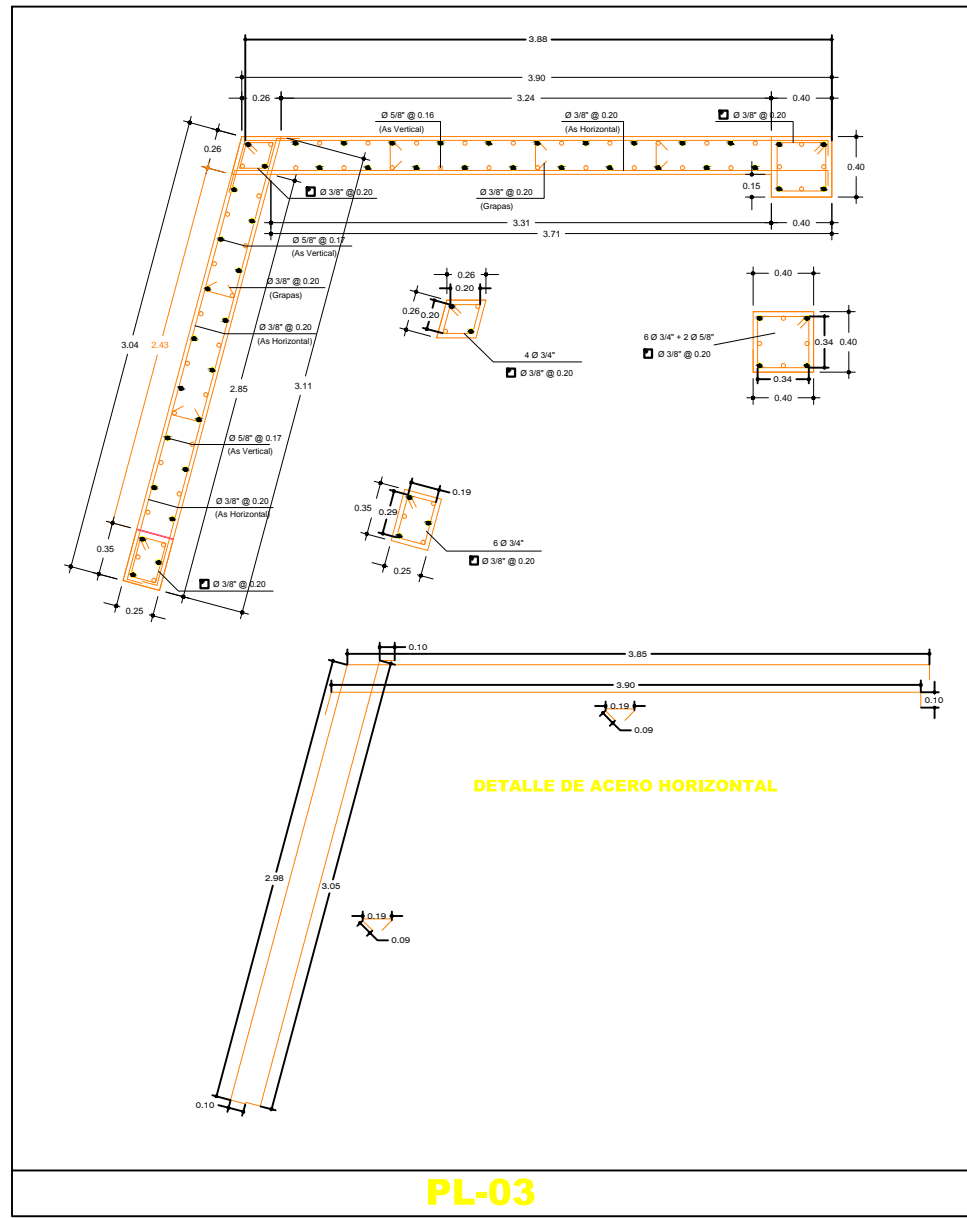 3.88
3.90
0.26
3.24
0.40
Ø 5/8" @ 0.16
(As Vertical)
Ø 3/8" @ 0.20
(As Horizontal)
Ø 3/8" @ 0.20
0.26
0.40
0.15
Ø 3/8" @ 0.20
Ø 3/8" @ 0.20
(Grapas)
3.31
0.40
3.71
Ø 5/8" @ 0.17
(As Vertical)
Ø 3/8" @ 0.20
(Grapas)
Ø 3/8" @ 0.20
(As Horizontal)
3.04
2.43
2.85
3.11
0.26
0.20
0.26
0.20
4 Ø 3/4"
Ø 3/8" @ 0.20
0.40
6 Ø 3/4" + 2 Ø 5/8"
Ø 3/8" @ 0.20
0.34
0.40
0.34
0.40
Ø 5/8" @ 0.17
(As Vertical)
Ø 3/8" @ 0.20
(As Horizontal)
0.35
Ø 3/8" @ 0.20
0.25
0.19
0.35
0.29
6 Ø 3/4"
Ø 3/8" @ 0.20
0.25
0.10
3.85
3.90
0.10
0.19
0.09
DETALLE DE ACERO HORIZONTAL
2.98
3.05
0.19
0.09
0.10
PL-03